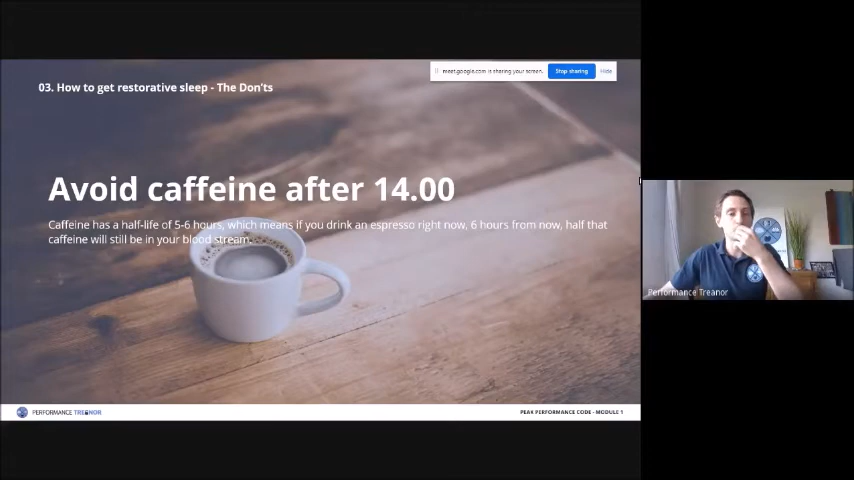 meet.google.com is sharing your screen.
Stop sharing
Hide
03. How to get restorative sleep - The Don'ts
Avoid caffeine after 14.00
Caffeine has a half-life of 5-6 hours, which means if you drink an espresso right now, 6 hours from now, half that
caffeine will still be in your blood stream.
Performance Treanor
PERFORMANCE TREANOR
PEAK PERFORMANCE CODE - MODULE 1